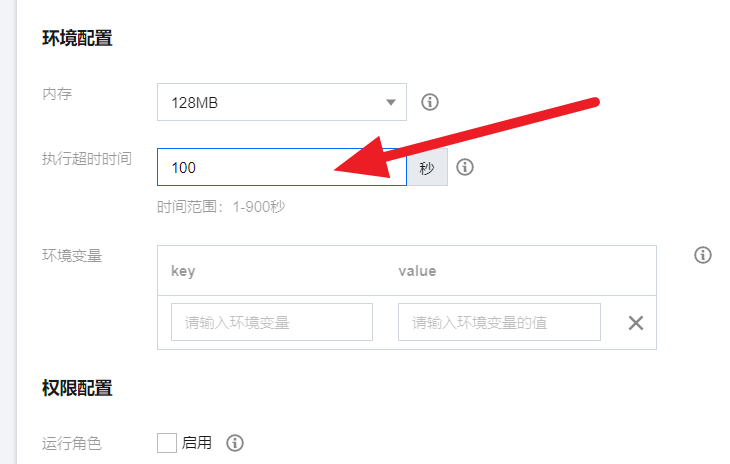 环境配置
内存 128MB
执行超时时间 100 秒
时间范围：1-900秒
环境变量 key value
请输入环境变量 请输入环境变量的值
权限配置
运行角色 启用